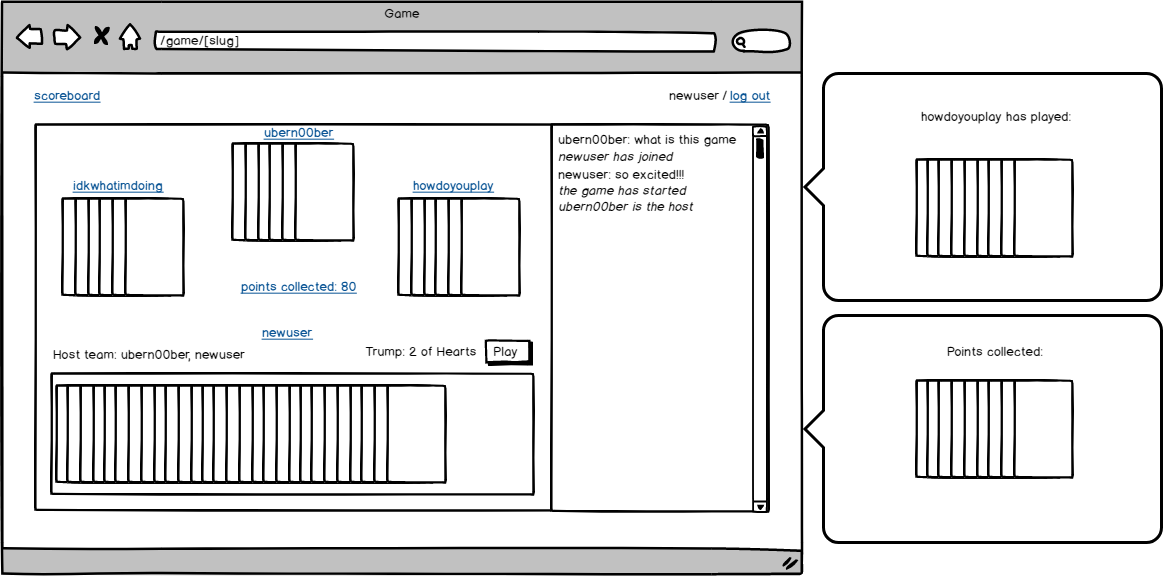 Game
/game/[slug]
scoreboard
newuser / log out
ubern00ber
idkwhatimdoing
howdoyouplay
points collected: 80
newuser
Host team: ubern00ber, newuser
Trump: 2 of Hearts
Play
ubern00ber: what is this game
newuser has joined
newuser: so excited!!!
the game has started
ubern00ber is the host
howdoyouplay has played:
Points collected: